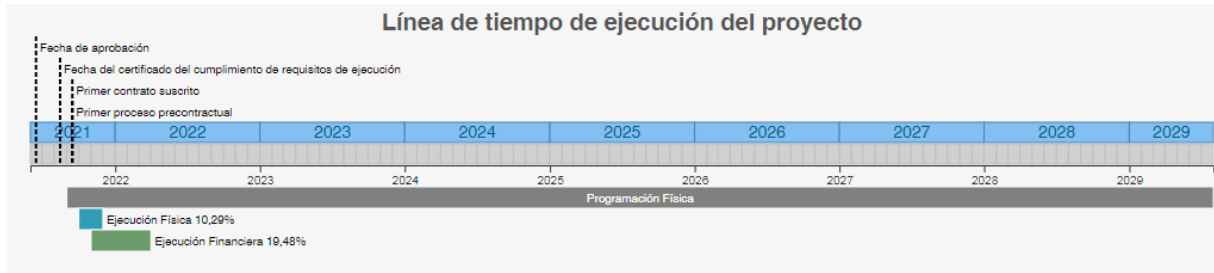 Línea de tiempo de ejecución del proyecto
Fecha de aprobación
Fecha del certificado del cumplimiento de requisitos de ejecución
Primer contrato suscrito
Primer proceso precontractual
2021 2022 2023 2024 2025 2026 2027 2028 2029
2022 2023 2024 2025 2026 2027 2028 2029
Programación Física
Ejecución Física 10,29%
Ejecución Financiera 19,48%